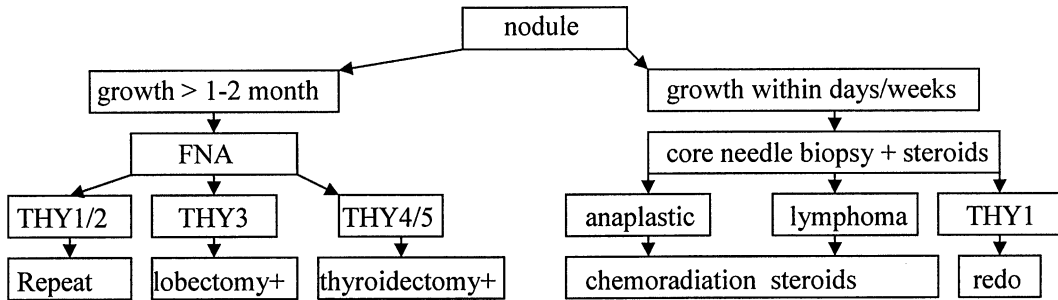 nodule
growth > 1-2 month
growth within days/weeks
FNA
core needle biopsy + steroids
THY1/2
THY3
THY4/5
anaplastic
lymphoma
THY1
Repeat
lobectomy+
thyroidectomy+
chemoradiation steroids
redo